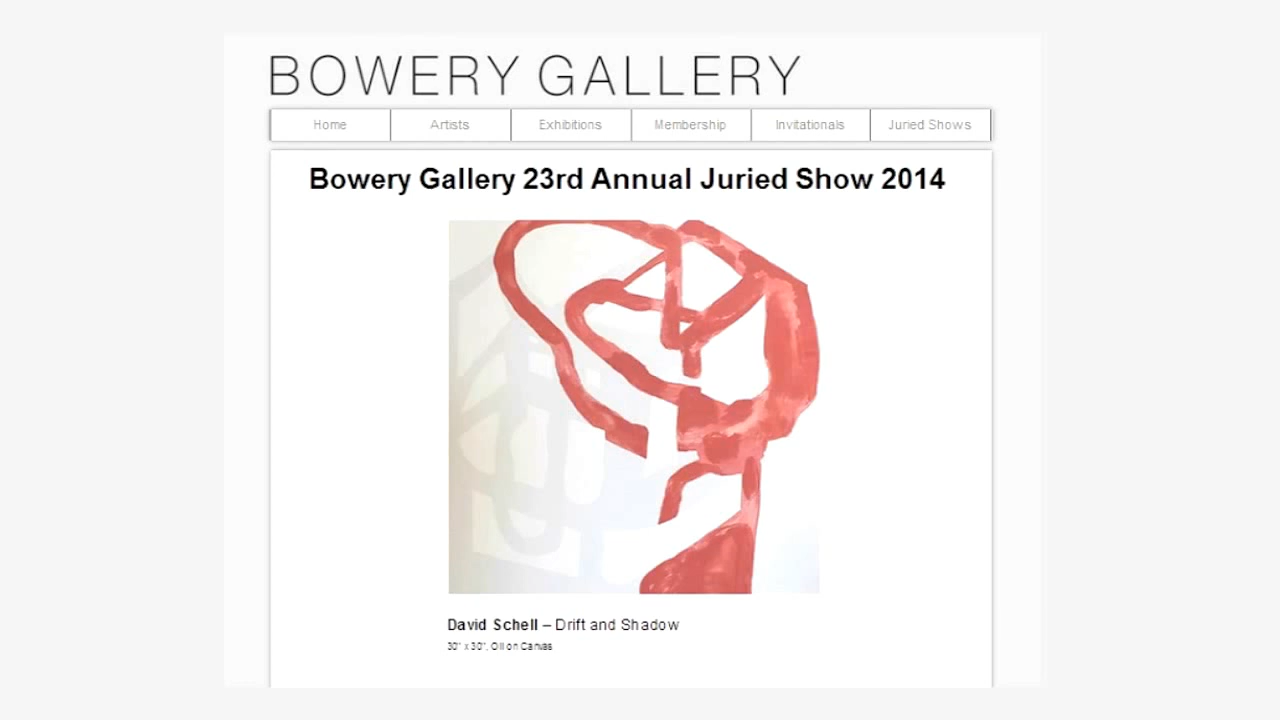 BOWERY GALLERY
Home Artists Exhibitions Membership Invitationals Juried Shows
Bowery Gallery 23rd Annual Juried Show 2014
David Schell – Drift and Shadow
30" x 30", Oil on Canvas